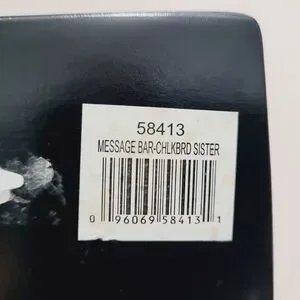 58413
MESSAGE BAR-CHLKBRD SISTER
0 96069 58413 1